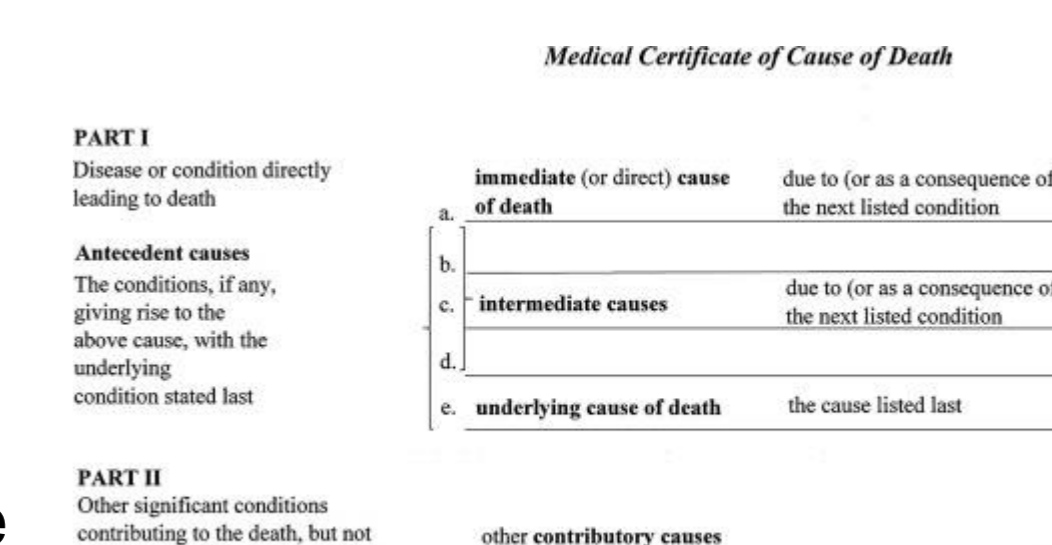 Medical Certificate of Cause of Death
PART I
Disease or condition directly
leading to death
immediate (or direct) cause
of death
due to (or as a consequence of
the next listed condition
a.
Antecedent causes
The conditions, if any,
giving rise to the
above cause, with the
underlying
condition stated last
b.
c. intermediate causes
due to (or as a consequence of
the next listed condition
d.
e. underlying cause of death the cause listed last
PART II
Other significant conditions
contributing to the death, but not
other contributory causes
e